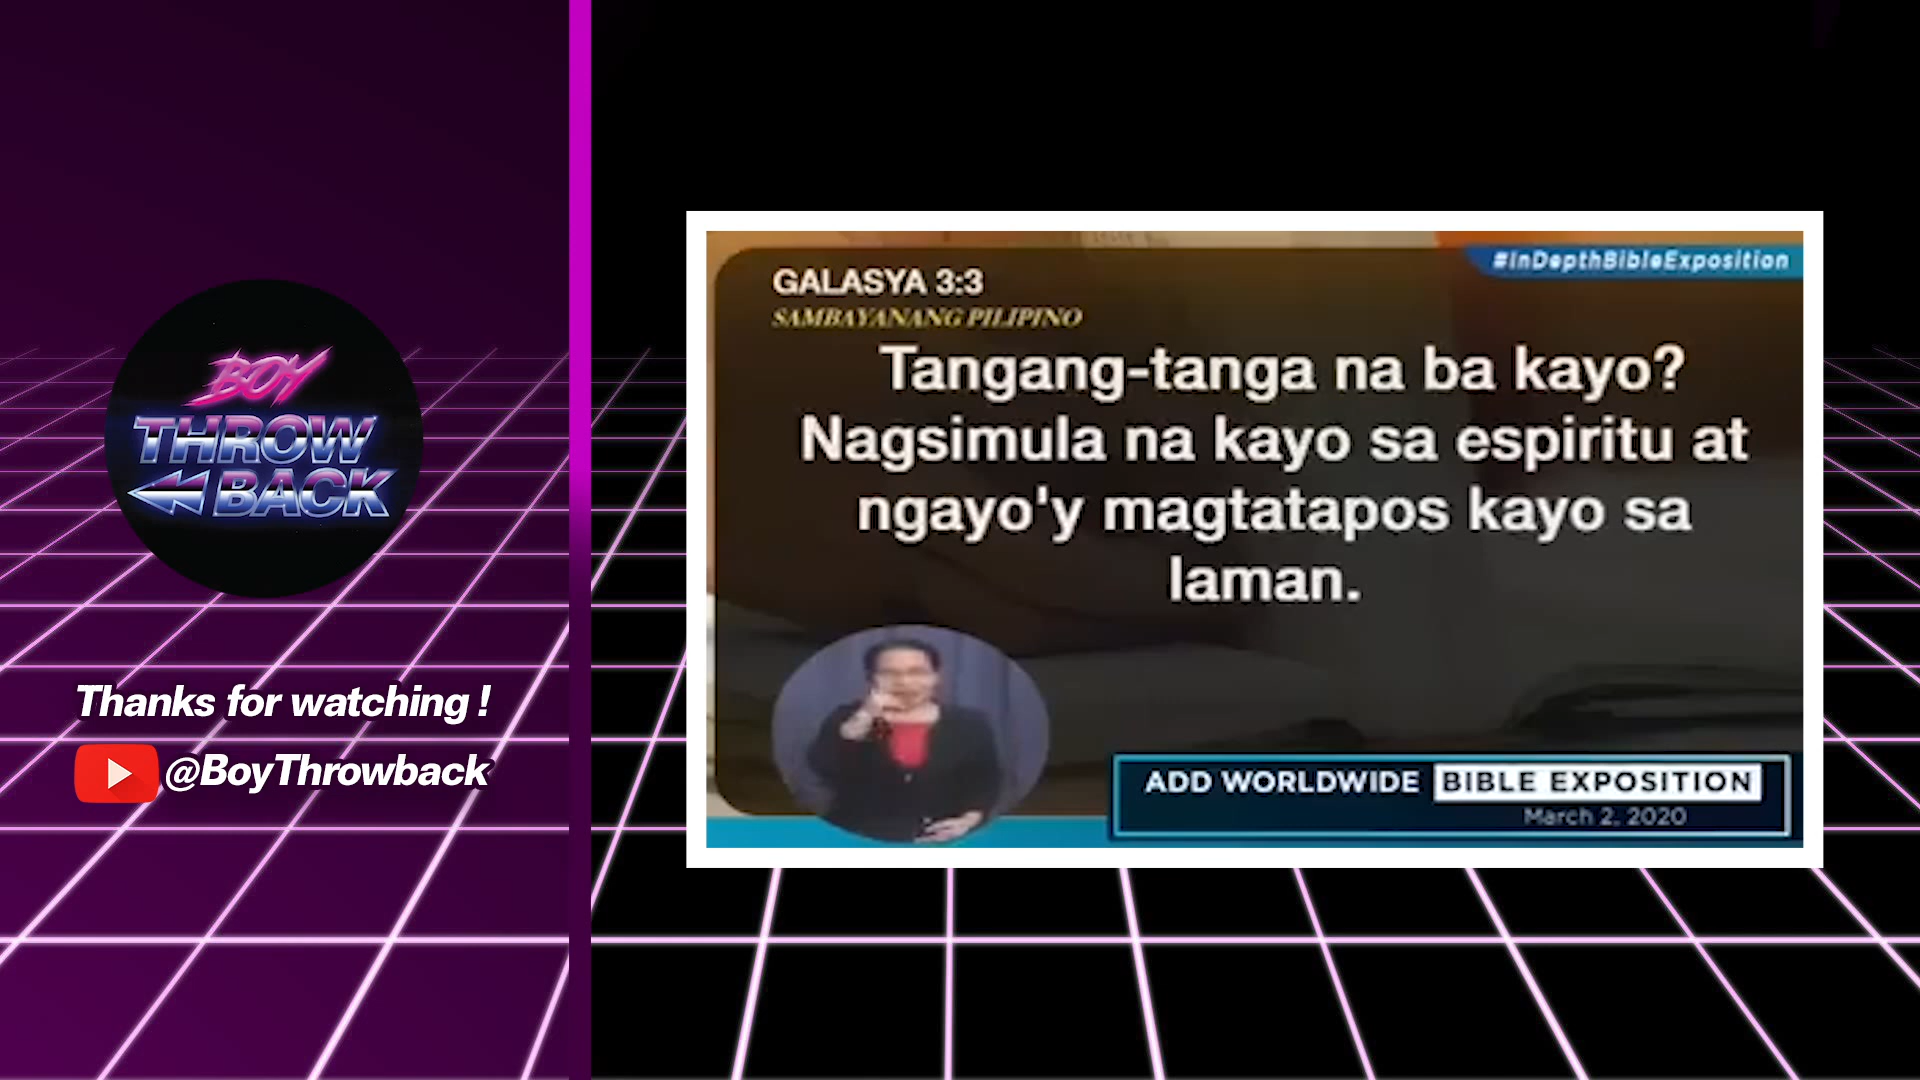 BOY
THROW
BACK
Thanks for watching !
@BoyThrowback
#InDepthBibleExposition
GALASYA 3:3
SAMBAYANANG PILIPINO
Tangang-tanga na ba kayo?
Nagsimula na kayo sa espiritu at
ngayo'y magtatapos kayo sa
laman.
ADD WORLDWIDE BIBLE EXPOSITION
March 2, 2020